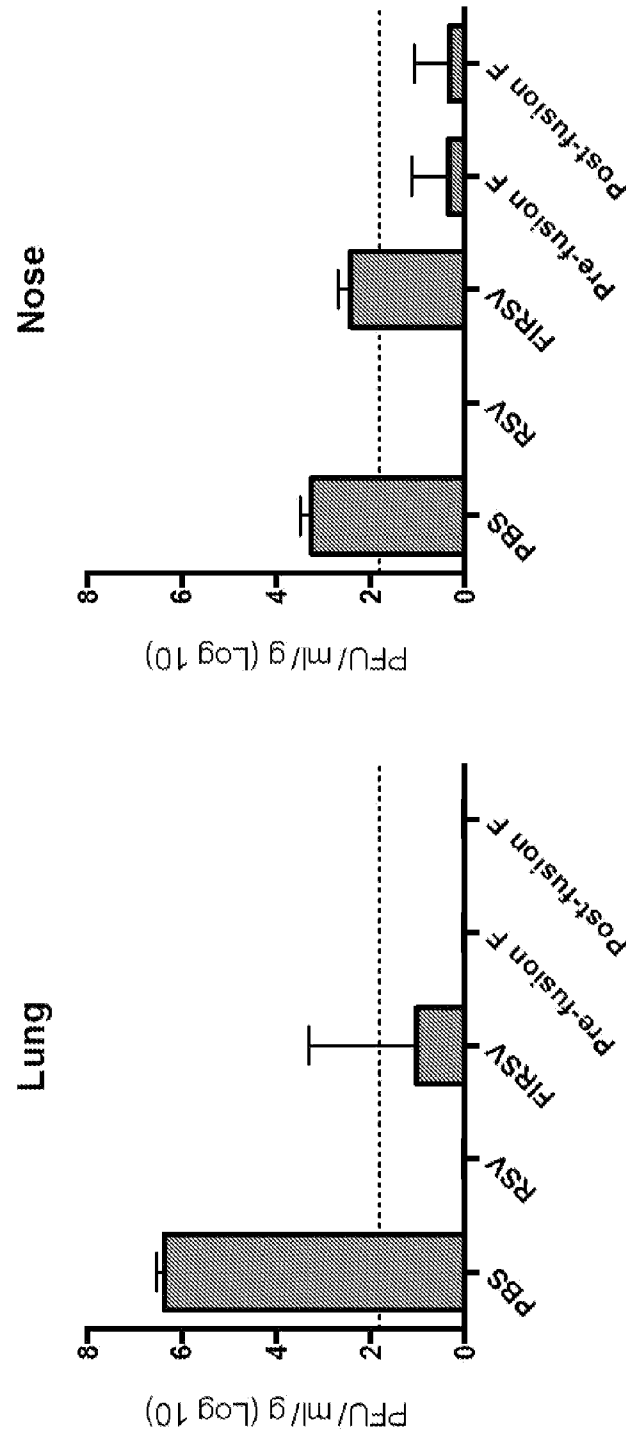 Lung
PFU/ml/g (Log 10)
8
6
4
2
0
PBS
RSV
FIRSV
Pre-fusion F
Post-fusion F
Nose
PFU/ml/g (Log 10)
8
6
4
2
0
PBS
RSV
FIRSV
Pre-fusion F
Post-fusion F